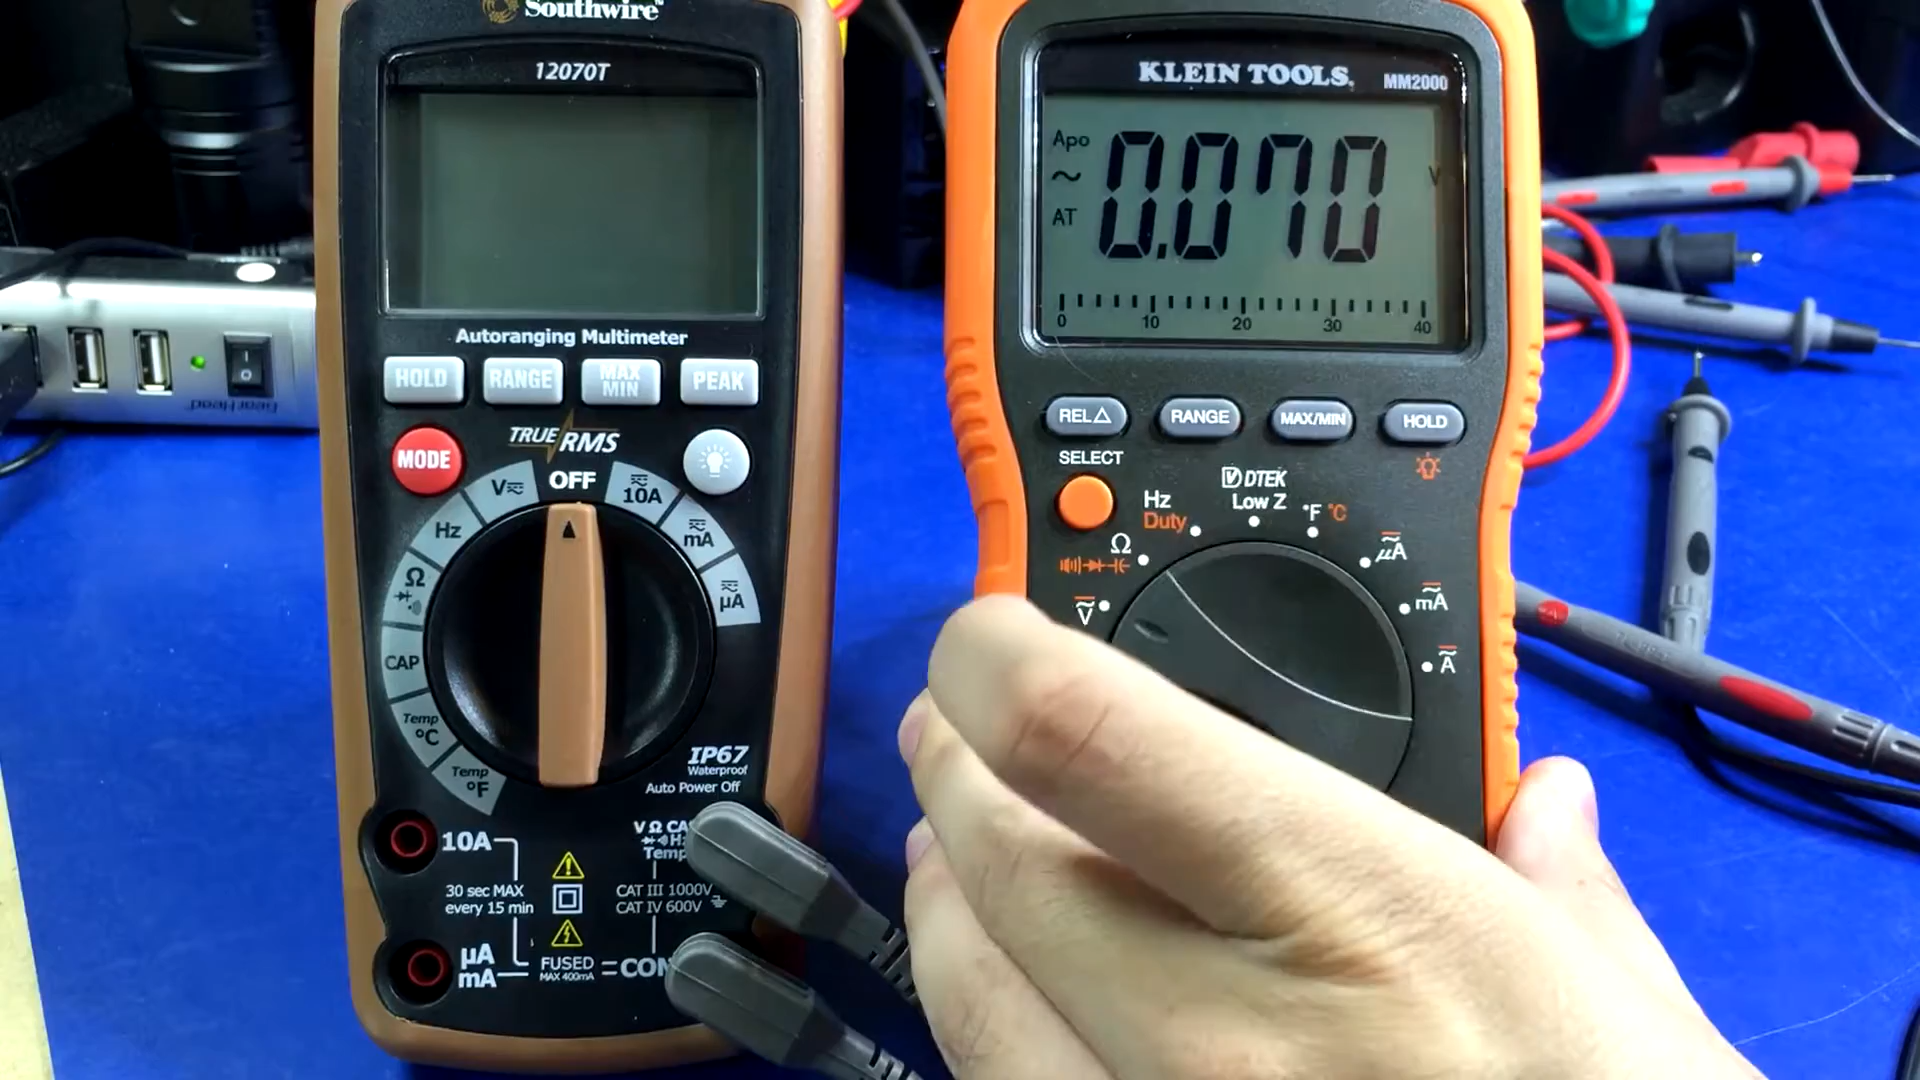 Southwire™
12070T
Autoranging Multimeter
HOLD
RANGE
MAX
MIN
PEAK
TRUE RMS
MODE
OFF
V
Hz
Ω
CAP
Temp
°C
Temp
°F
10A
mA
µA
IP67
Waterproof
Auto Power Off
10A
30 sec MAX
every 15 min
µA
mA
FUSED
MAX 400mA
V Ω
Temp
CAT III 1000V
CAT IV 600V
KLEIN TOOLS.
MM2000
Apo
~
AT
0.070
V
0 10 20 30 40
REL△
RANGE
MAX/MIN
HOLD
SELECT
V DTEK
Low Z
Hz
Duty
°F °C
Ω
V
µA
mA
A
I
O
GearHead